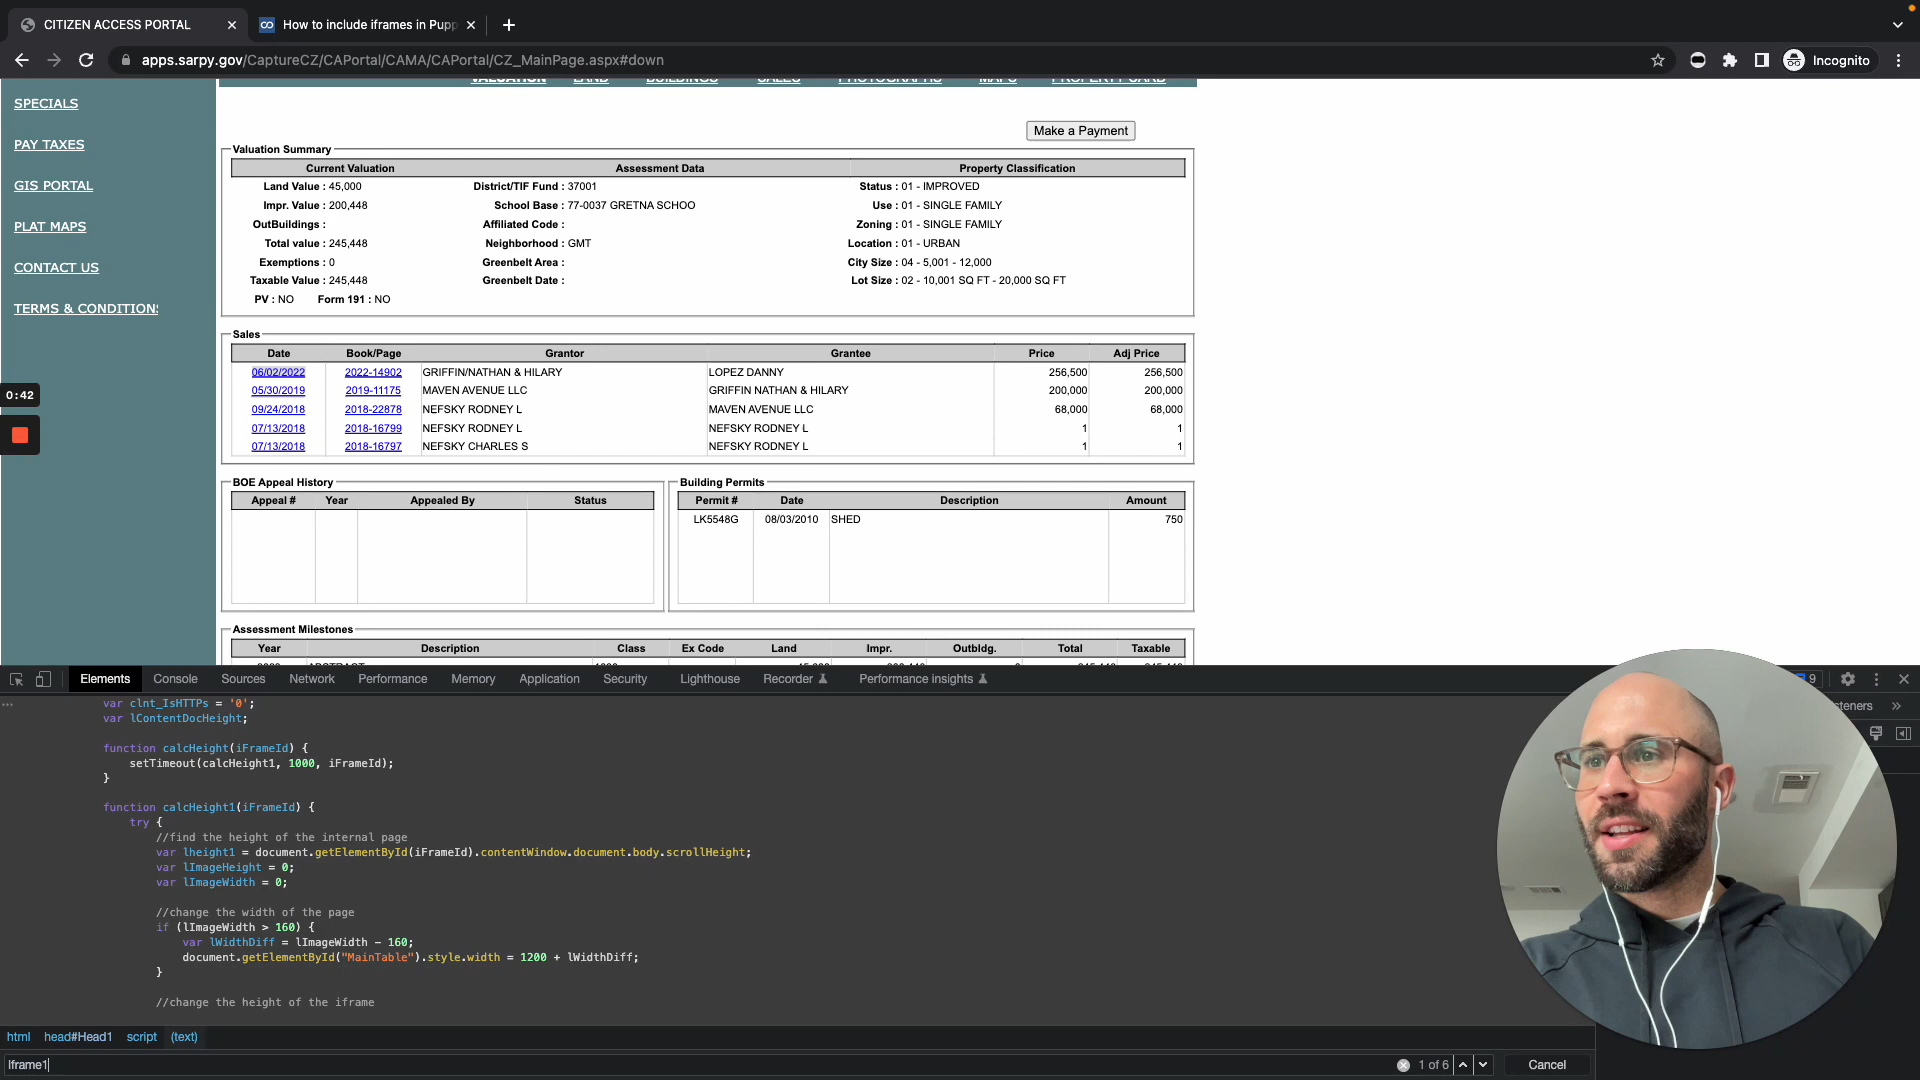 CITIZEN ACCESS PORTAL
How to include iframes in Pupp
apps.sarpy.gov/CaptureCZ/CAPortal/CAMA/CAPortal/CZ_MainPage.aspx#down
Incognito
VALUATION LAND BUILDINGS SALES PHOTOGRAPHS MAPS PROPERTY CARD
SPECIALS
PAY TAXES
GIS PORTAL
PLAT MAPS
CONTACT US
TERMS & CONDITIONS
0:42
Make a Payment
Valuation Summary
Current Valuation Assessment Data Property Classification
Land Value : 45,000 District/TIF Fund : 37001 Status : 01 - IMPROVED
Impr. Value : 200,448 School Base : 77-0037 GRETNA SCHOO Use : 01 - SINGLE FAMILY
OutBuildings : Affiliated Code : Zoning : 01 - SINGLE FAMILY
Total value : 245,448 Neighborhood : GMT Location : 01 - URBAN
Exemptions : 0 Greenbelt Area : City Size : 04 - 5,001 - 12,000
Taxable Value : 245,448 Greenbelt Date : Lot Size : 02 - 10,001 SQ FT - 20,000 SQ FT
PV : NO Form 191 : NO
Sales
Date Book/Page Grantor Grantee Price Adj Price
06/02/2022 2022-14902 GRIFFIN/NATHAN & HILARY LOPEZ DANNY 256,500 256,500
05/30/2019 2019-11175 MAVEN AVENUE LLC GRIFFIN NATHAN & HILARY 200,000 200,000
09/24/2018 2018-22878 NEFSKY RODNEY L MAVEN AVENUE LLC 68,000 68,000
07/13/2018 2018-16799 NEFSKY RODNEY L NEFSKY RODNEY L 1 1
07/13/2018 2018-16797 NEFSKY CHARLES S NEFSKY RODNEY L 1 1
BOE Appeal History
Appeal # Year Appealed By Status
Building Permits
Permit # Date Description Amount
LK5548G 08/03/2010 SHED 750
Assessment Milestones
Year Description Class Ex Code Land Impr. Outbldg. Total Taxable
Elements Console Sources Network Performance Memory Application Security Lighthouse Recorder Performance insights 9
steners
var clnt_IsHTTPs = '0';
var lContentDocHeight;
function calcHeight(iFrameId) {
setTimeout(calcHeight1, 1000, iFrameId);
}
function calcHeight1(iFrameId) {
try {
//find the height of the internal page
var lheight1 = document.getElementById(iFrameId).contentWindow.document.body.scrollHeight;
var lImageHeight = 0;
var lImageWidth = 0;
//change the width of the page
if (lImageWidth > 160) {
var lWidthDiff = lImageWidth - 160;
document.getElementById("MainTable").style.width = 1200 + lWidthDiff;
}
//change the height of the iframe
html head#Head1 script (text)
Iframe1 1 of 6 Cancel